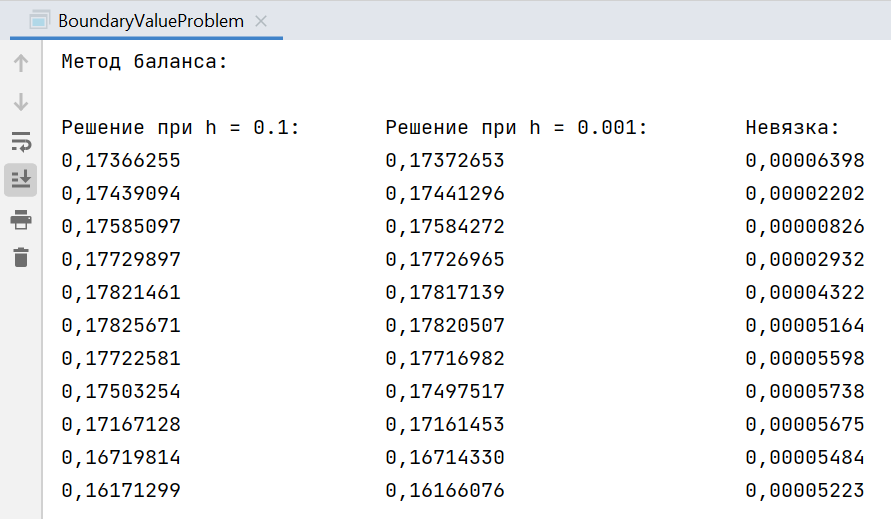 BoundaryValueProblem
Метод баланса:
Решение при h = 0.1: Решение при h = 0.001: Невязка:
0,17366255 0,17372653 0,00006398
0,17439094 0,17441296 0,00002202
0,17585097 0,17584272 0,00000826
0,17729897 0,17726965 0,00002932
0,17821461 0,17817139 0,00004322
0,17825671 0,17820507 0,00005164
0,17722581 0,17716982 0,00005598
0,17503254 0,17497517 0,00005738
0,17167128 0,17161453 0,00005675
0,16719814 0,16714330 0,00005484
0,16171299 0,16166076 0,00005223